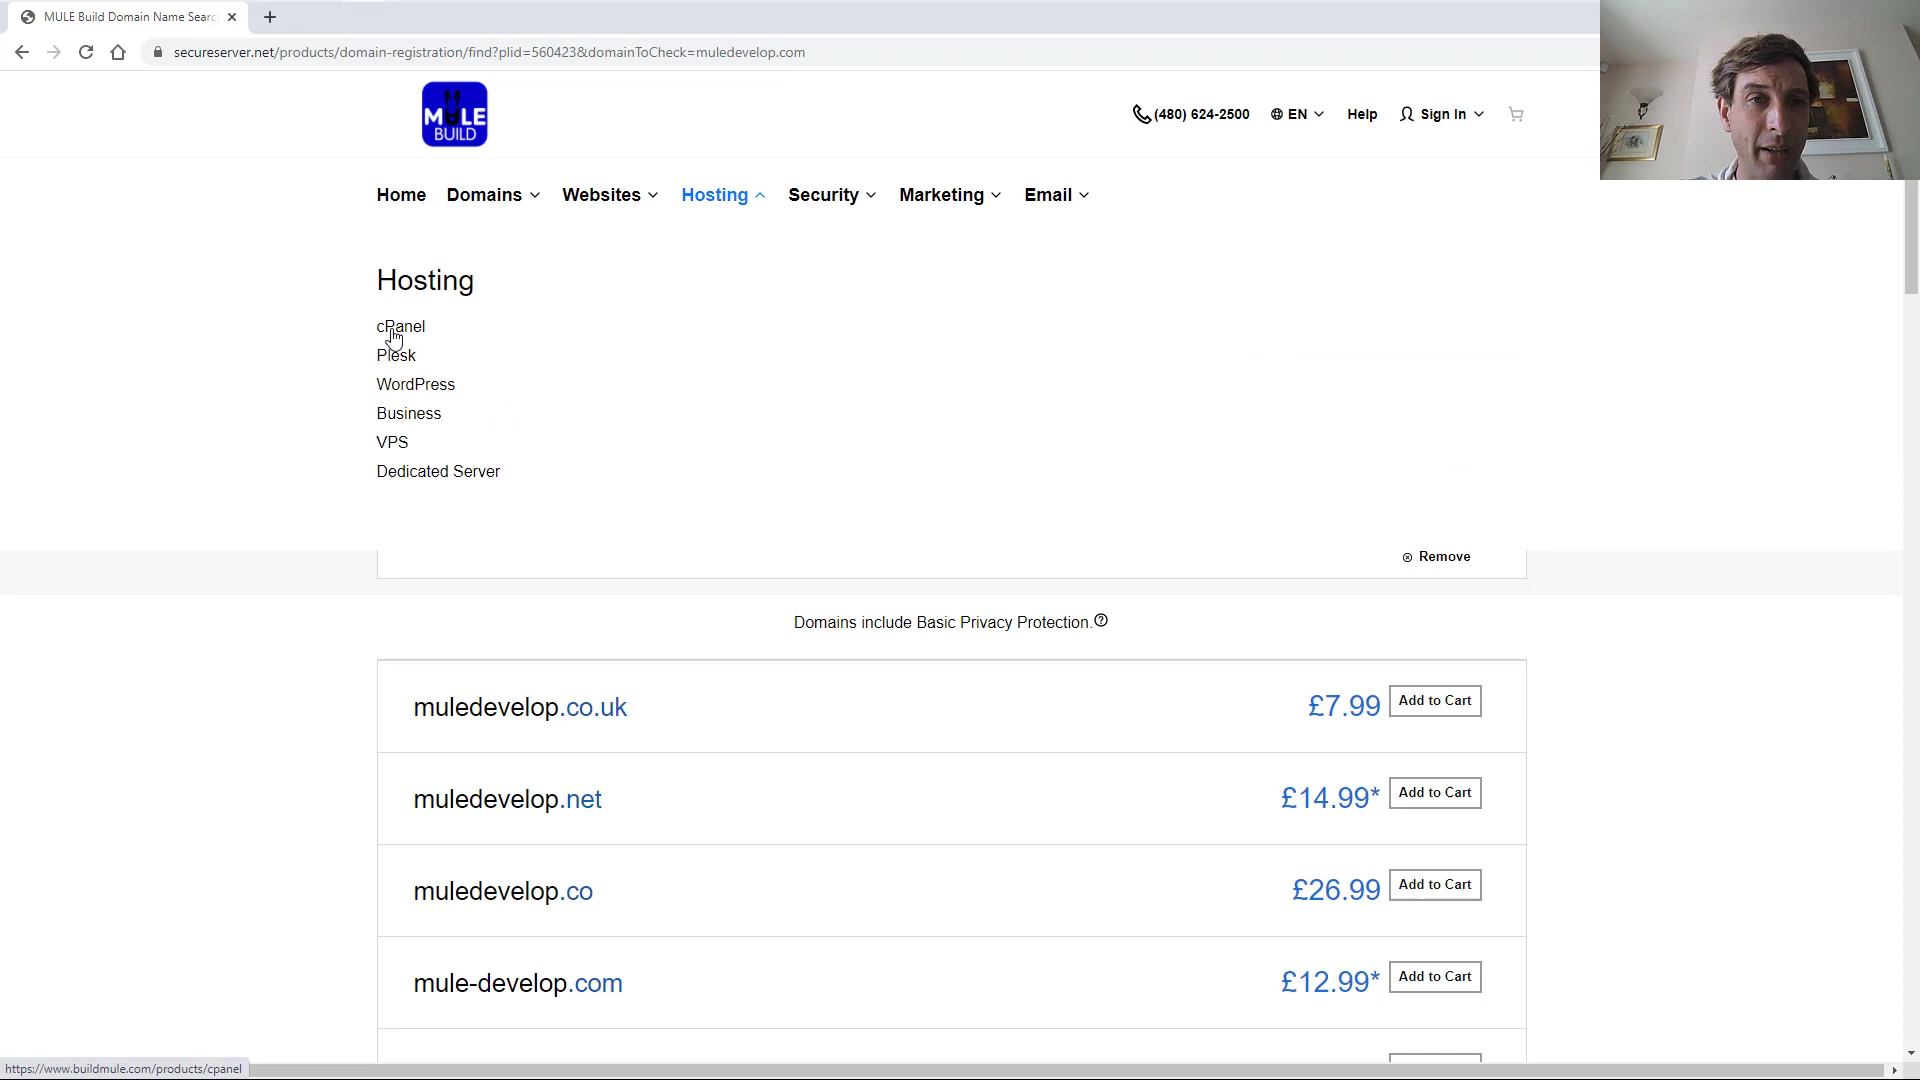 MULE Build Domain Name Searc
secureserver.net/products/domain-registration/find?plid=560423&domainToCheck=muledevelop.com
MULE
BUILD
(480) 624-2500
EN
Help
Sign In
Home
Domains
Websites
Hosting
Security
Marketing
Email
Hosting
cPanel
Plesk
WordPress
Business
VPS
Dedicated Server
Remove
Domains include Basic Privacy Protection.
muledevelop.co.uk
£7.99
Add to Cart
muledevelop.net
£14.99*
Add to Cart
muledevelop.co
£26.99
Add to Cart
mule-develop.com
£12.99*
Add to Cart
https://www.buildmule.com/products/cpanel